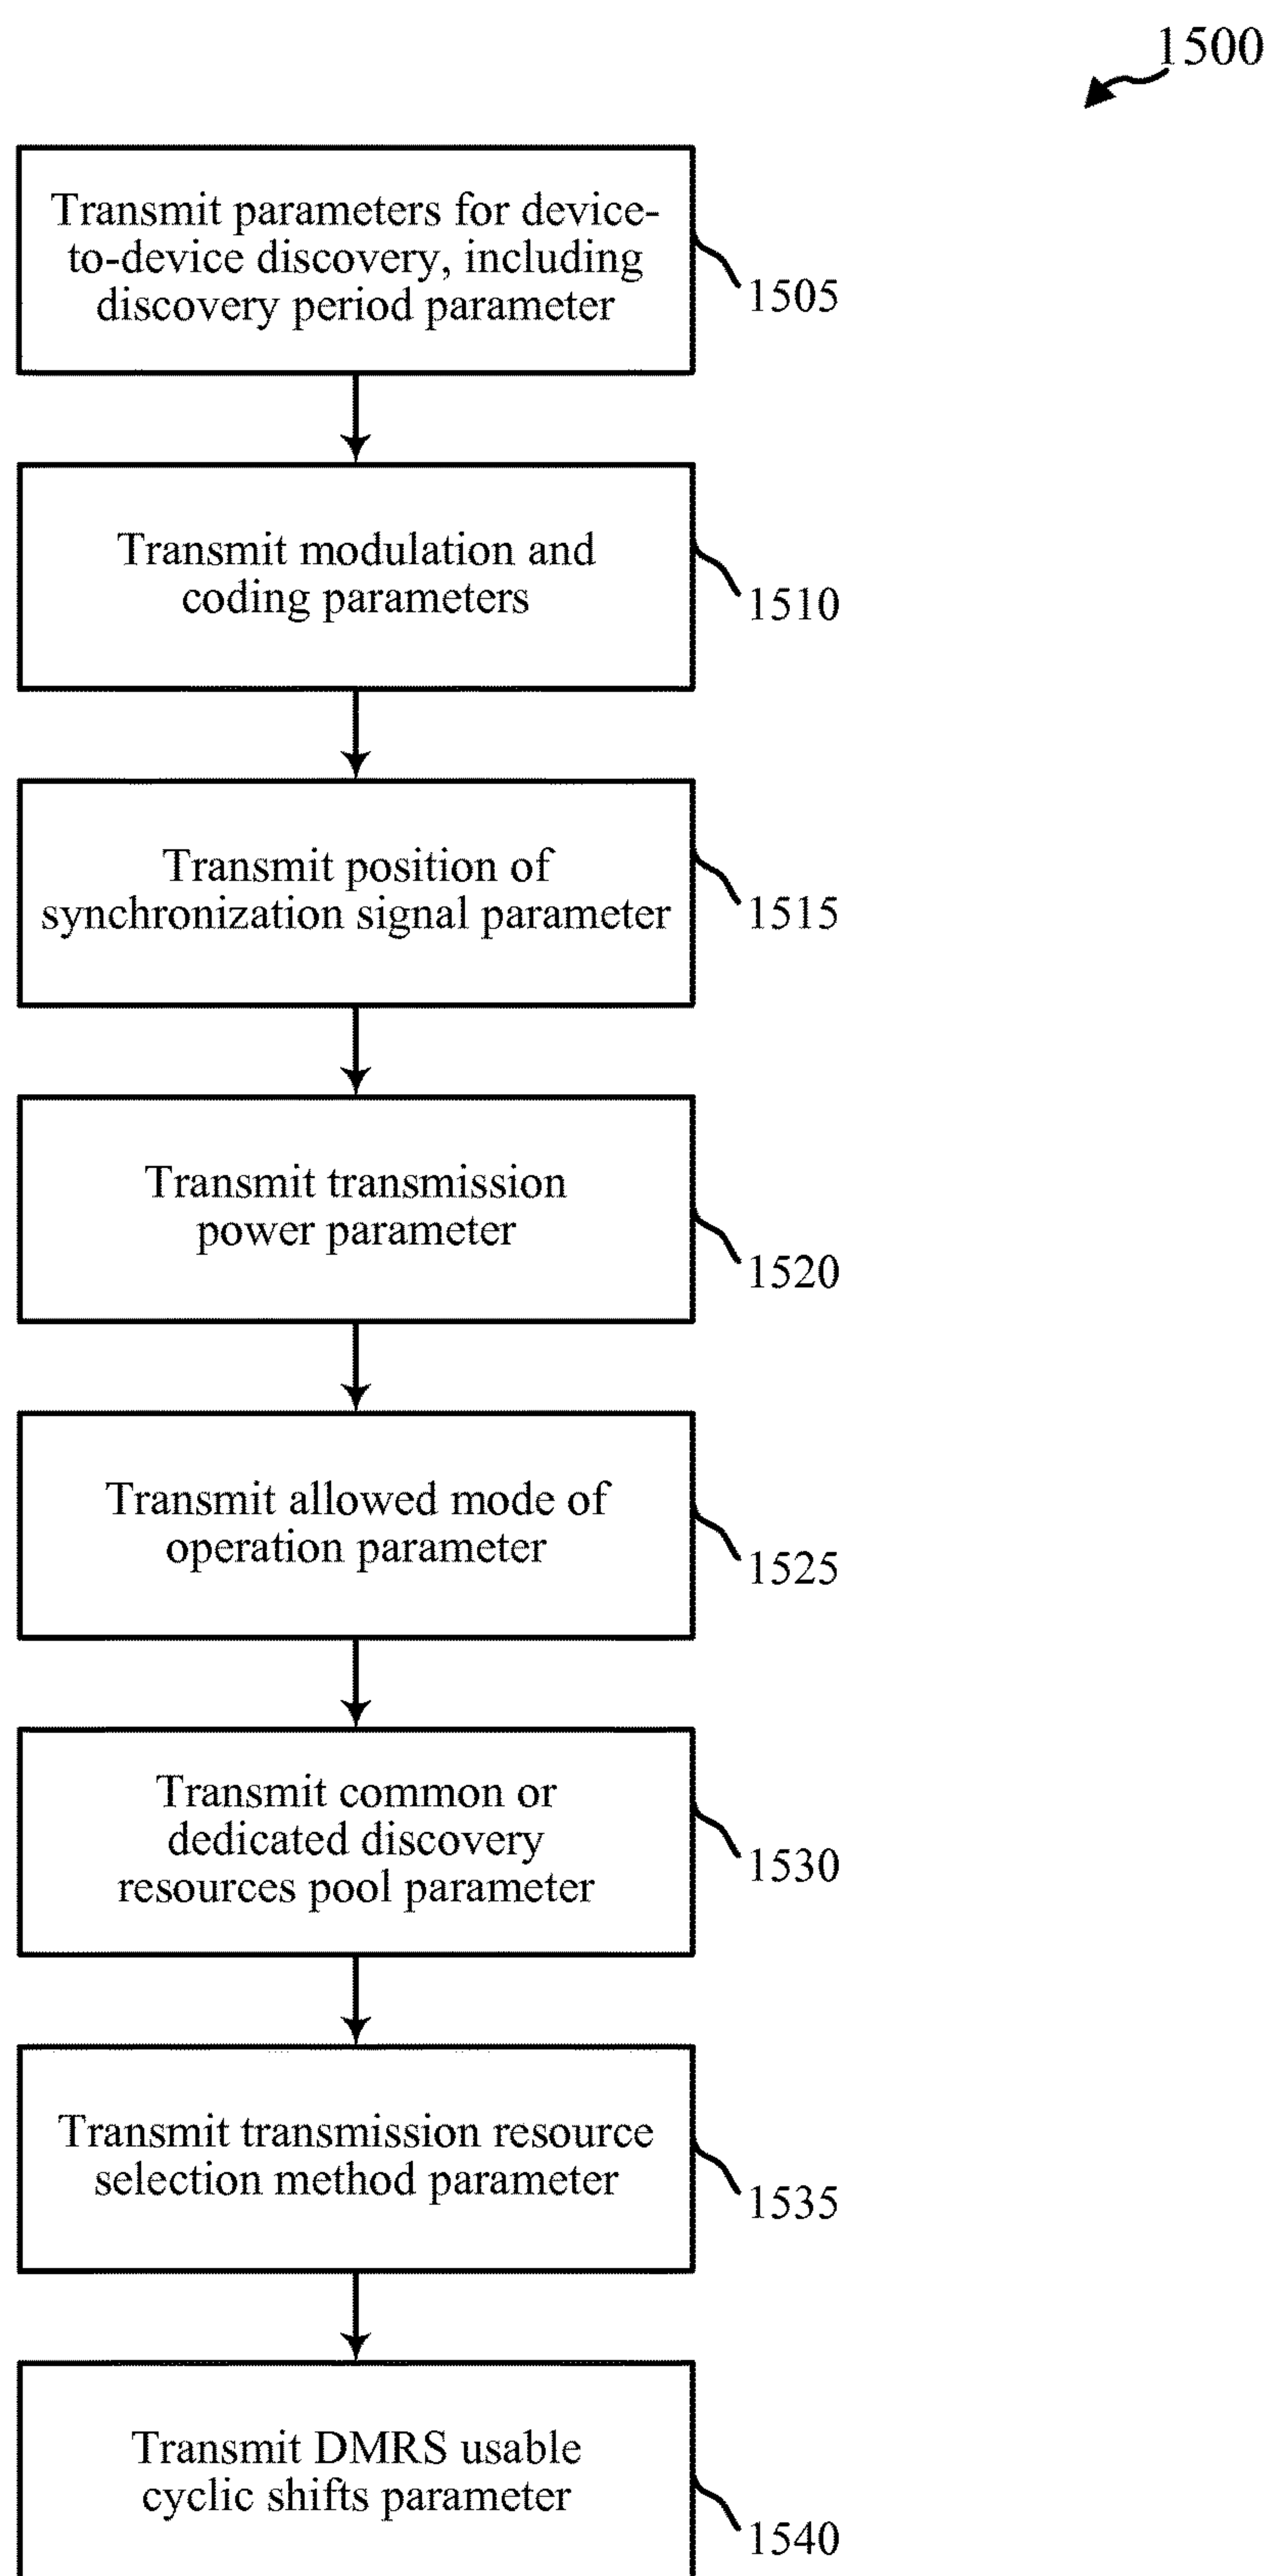 1500
Transmit parameters for device-
to-device discovery, including
discovery period parameter
1505
Transmit modulation and
coding parameters
1510
Transmit position of
synchronization signal parameter
1515
Transmit transmission
power parameter
1520
Transmit allowed mode of
operation parameter
1525
Transmit common or
dedicated discovery
resources pool parameter
1530
Transmit transmission resource
selection method parameter
1535
Transmit DMRS usable
cyclic shifts parameter
1540